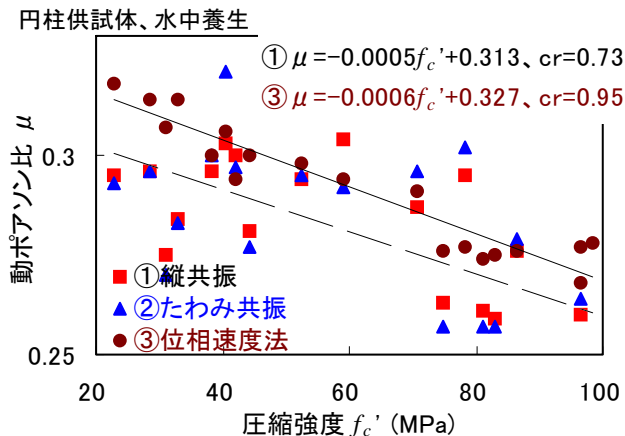 円柱供試体、水中養生
① μ=-0.0005fc'+0.313、cr=0.73
③ μ=-0.0006fc'+0.327、cr=0.95
動ポアソン比 μ
0.3
0.25
①縦共振
②たわみ共振
③位相速度法
20 40 60 80 100
圧縮強度 fc' (MPa)